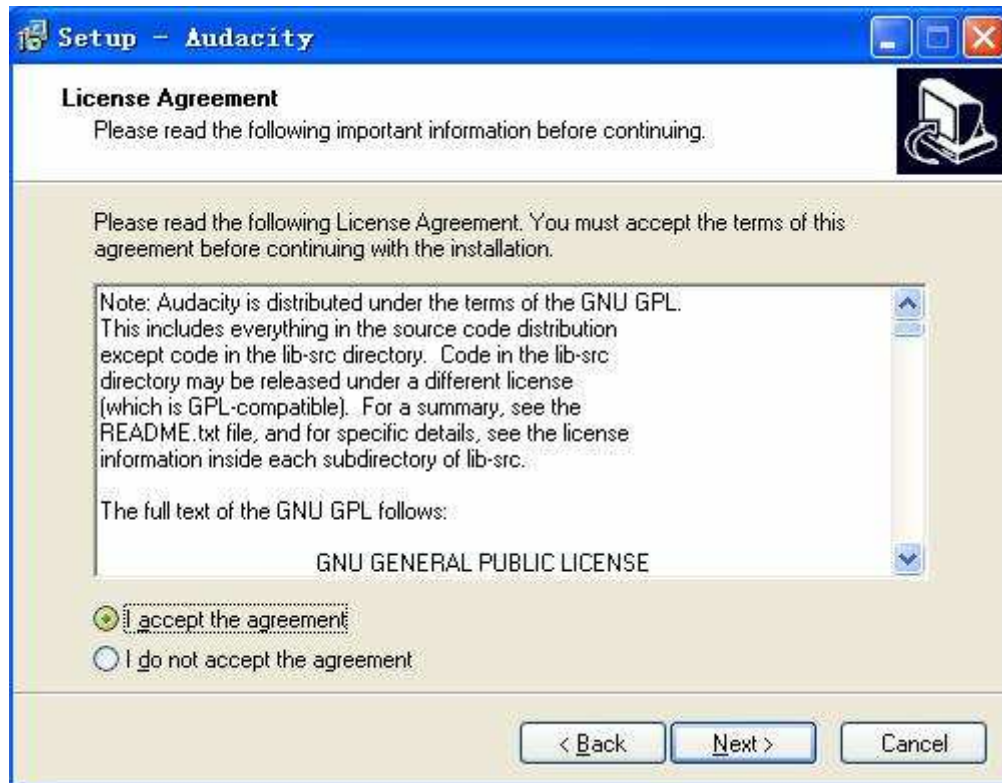 Setup - Audacity
License Agreement
Please read the following important information before continuing.
Please read the following License Agreement. You must accept the terms of this
agreement before continuing with the installation.
Note: Audacity is distributed under the terms of the GNU GPL.
This includes everything in the source code distribution
except code in the lib-src directory.  Code in the lib-src
directory may be released under a different license
(which is GPL-compatible).  For a summary, see the
README.txt file, and for specific details, see the license
information inside each subdirectory of lib-src.
The full text of the GNU GPL follows:
GNU GENERAL PUBLIC LICENSE
I accept the agreement
I do not accept the agreement
< Back
Next >
Cancel